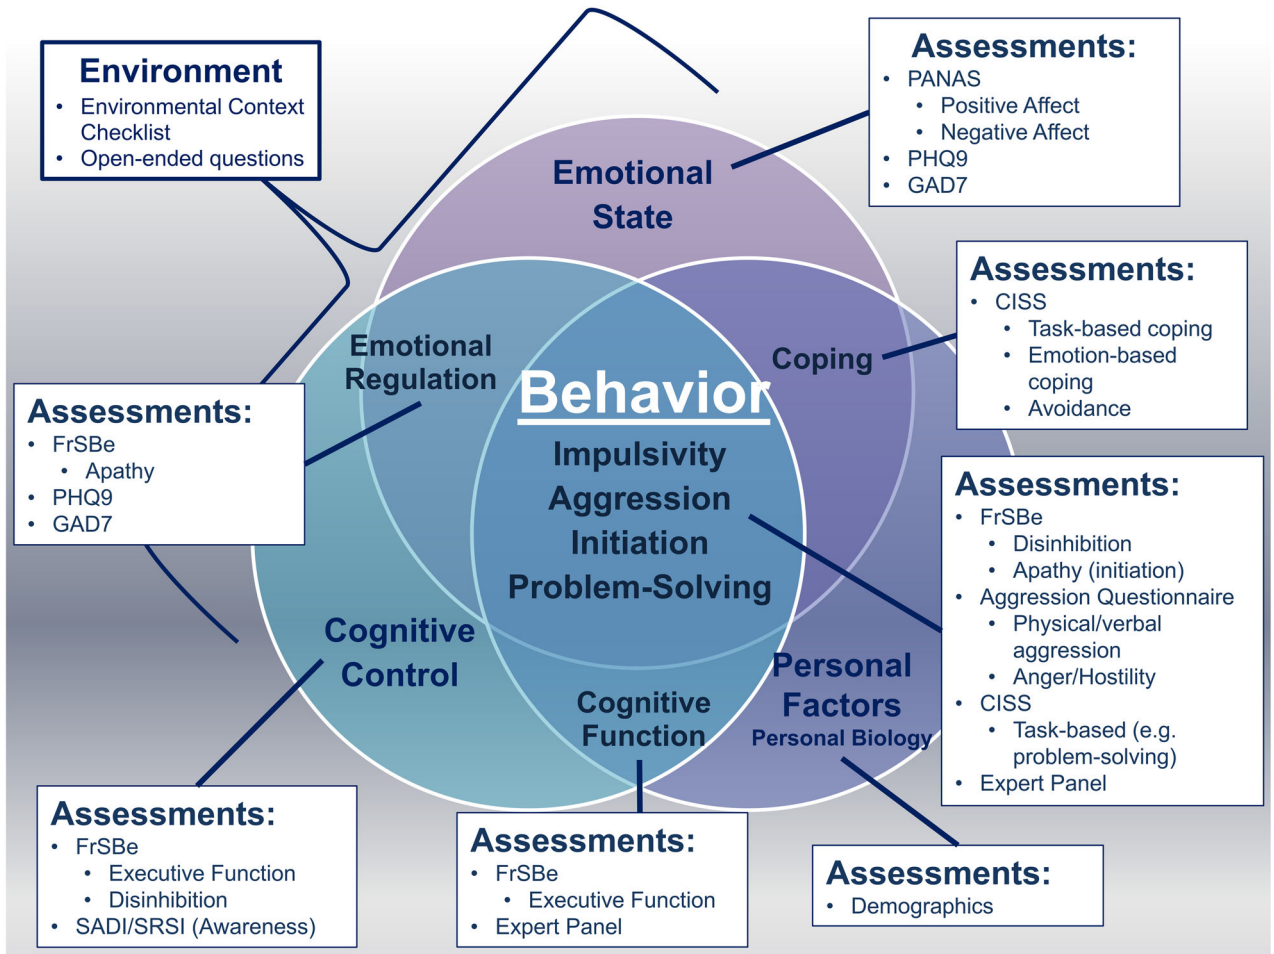 Environment
• Environmental Context
Checklist
• Open-ended questions
Assessments:
• PANAS
• Positive Affect
• Negative Affect
• PHQ9
• GAD7
Emotional
State
Assessments:
• CISS
• Task-based coping
• Emotion-based
coping
• Avoidance
Emotional
Regulation
Coping
Behavior
Impulsivity
Aggression
Initiation
Problem-Solving
Assessments:
• FrSBe
• Apathy
• PHQ9
• GAD7
Assessments:
• FrSBe
• Disinhibition
• Apathy (initiation)
• Aggression Questionnaire
• Physical/verbal
aggression
• Anger/Hostility
• CISS
• Task-based (e.g.
problem-solving)
• Expert Panel
Cognitive
Control
Personal
Factors
Personal Biology
Cognitive
Function
Assessments:
• FrSBe
• Executive Function
• Disinhibition
• SADI/SRSI (Awareness)
Assessments:
• FrSBe
• Executive Function
• Expert Panel
Assessments:
• Demographics